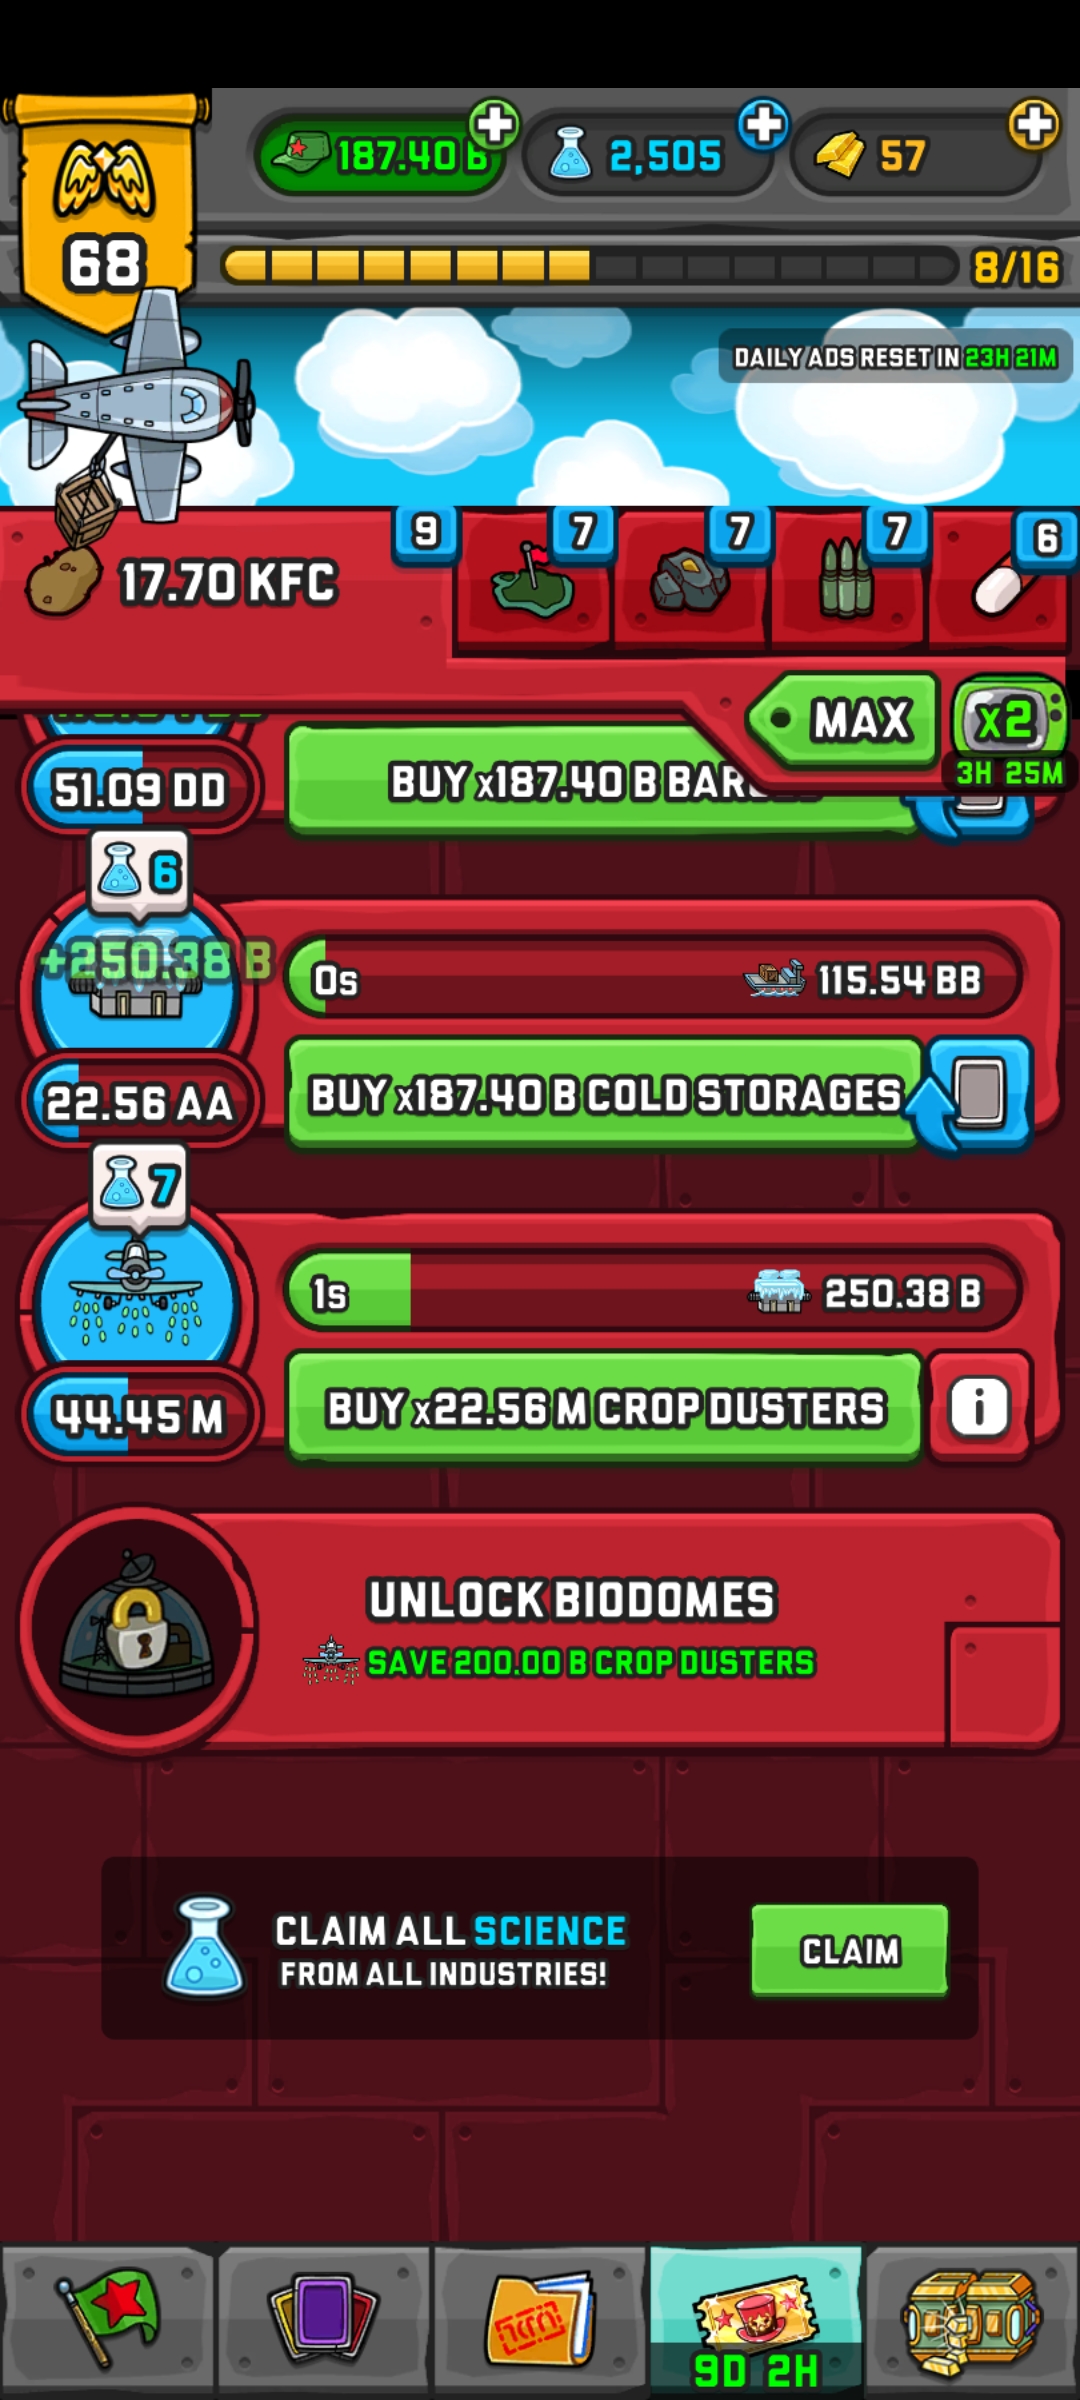 187.40 B
2,505
57
68
8/16
DAILY ADS RESET IN 23H 21M
9
7
7
7
6
17.70 KFC
MAX
x2
3H 25M
51.09 DD
BUY x187.40 B
6
+250.38 B
0s
115.54 BB
22.56 AA
BUY x187.40 B COLD STORAGES
7
1s
250.38 B
44.45 M
BUY x22.56 M CROP DUSTERS
i
UNLOCK BIODOMES
SAVE 200.00 B CROP DUSTERS
CLAIM ALL SCIENCE
FROM ALL INDUSTRIES!
CLAIM
9D 2H